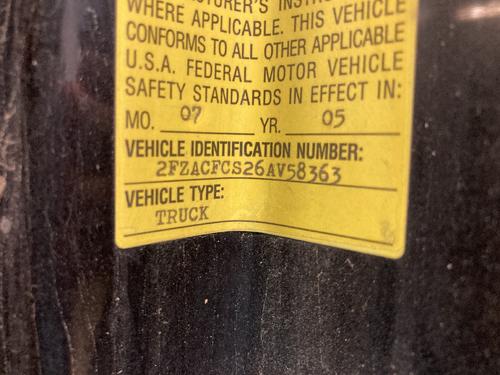 WHERE APPLICABLE. THIS VEHICLE
CONFORMS TO ALL OTHER APPLICABLE
U.S.A. FEDERAL MOTOR VEHICLE
SAFETY STANDARDS IN EFFECT IN:
MO. 07 YR. 05
VEHICLE IDENTIFICATION NUMBER:
2FZACFCS26AV58363
VEHICLE TYPE:
TRUCK